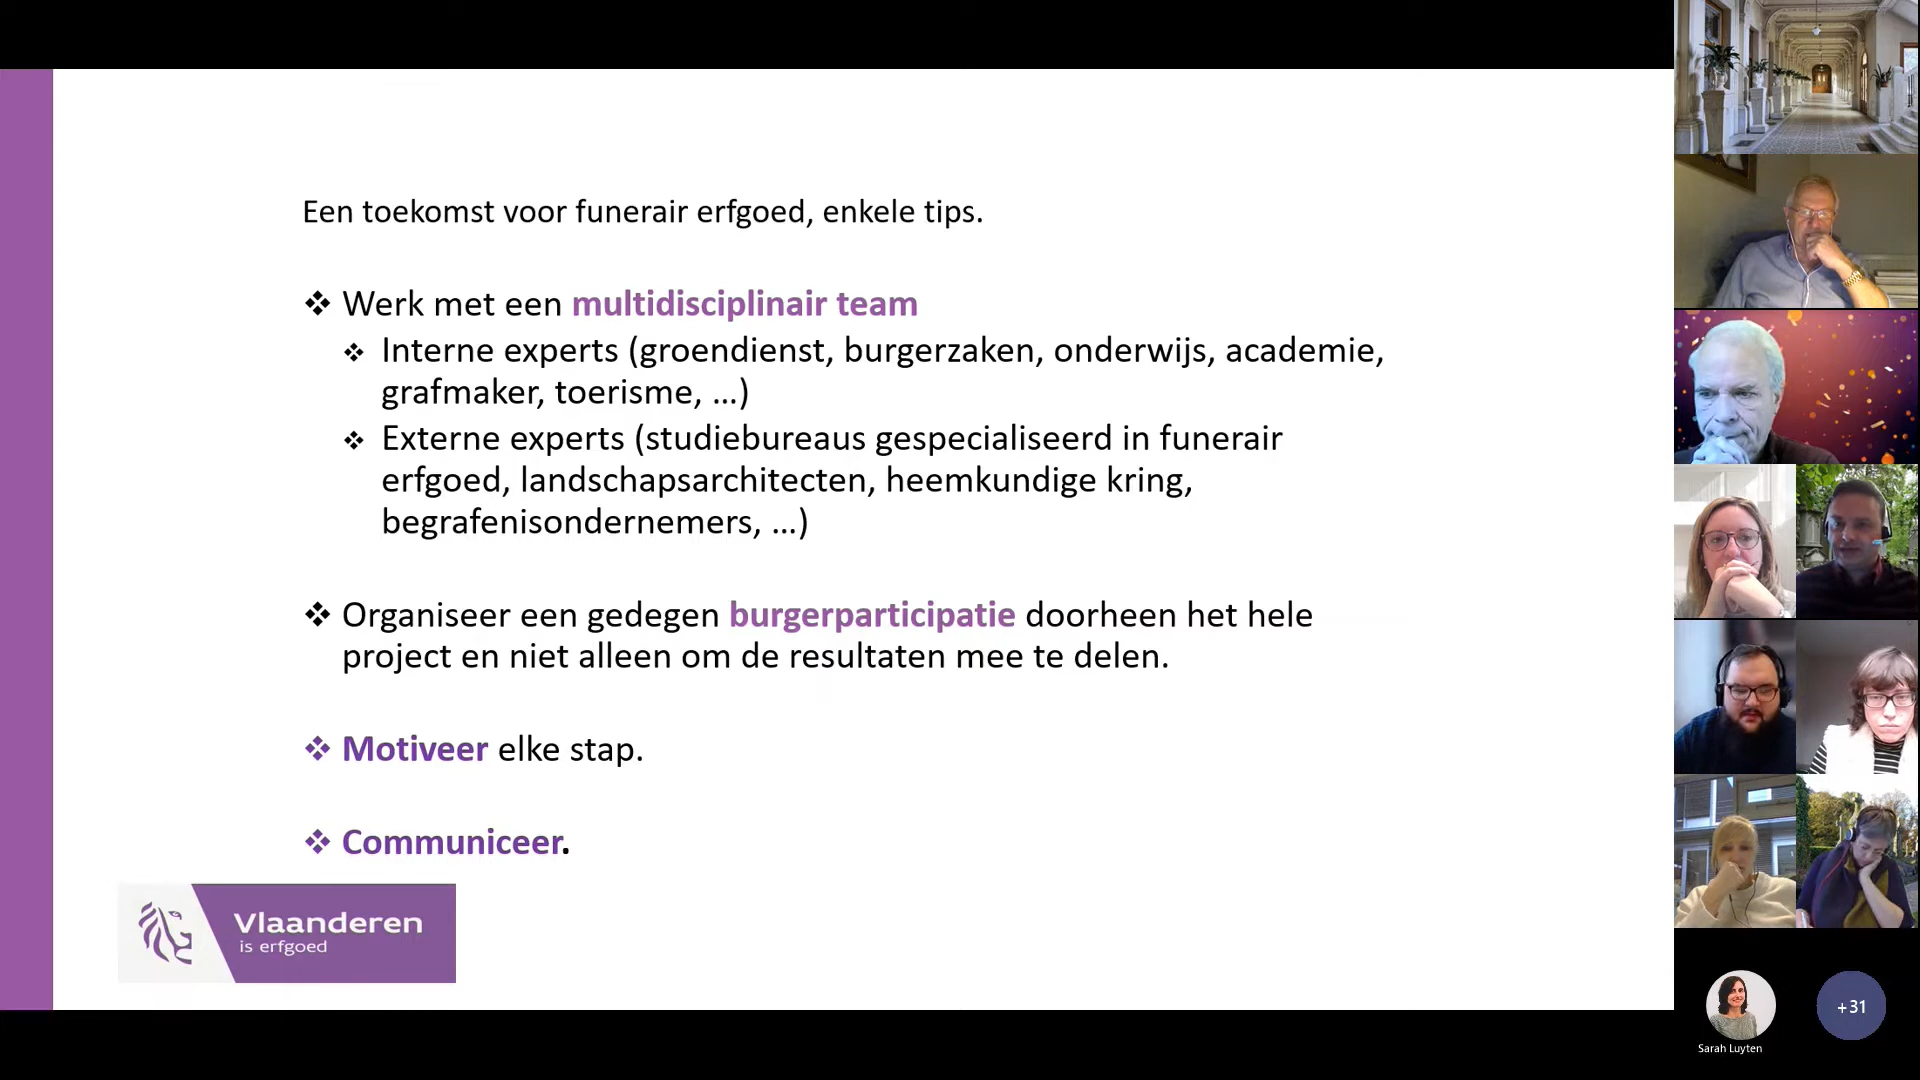 Een toekomst voor funerair erfgoed, enkele tips.
❖ Werk met een multidisciplinair team
❖ Interne experts (groendienst, burgerzaken, onderwijs, academie,
grafmaker, toerisme, ...)
❖ Externe experts (studiebureaus gespecialiseerd in funerair
erfgoed, landschapsarchitecten, heemkundige kring,
begrafenisondernemers, ...)
❖ Organiseer een gedegen burgerparticipatie doorheen het hele
project en niet alleen om de resultaten mee te delen.
❖ Motiveer elke stap.
❖ Communiceer.
Vlaanderen
is erfgoed
+31
Sarah Luyten